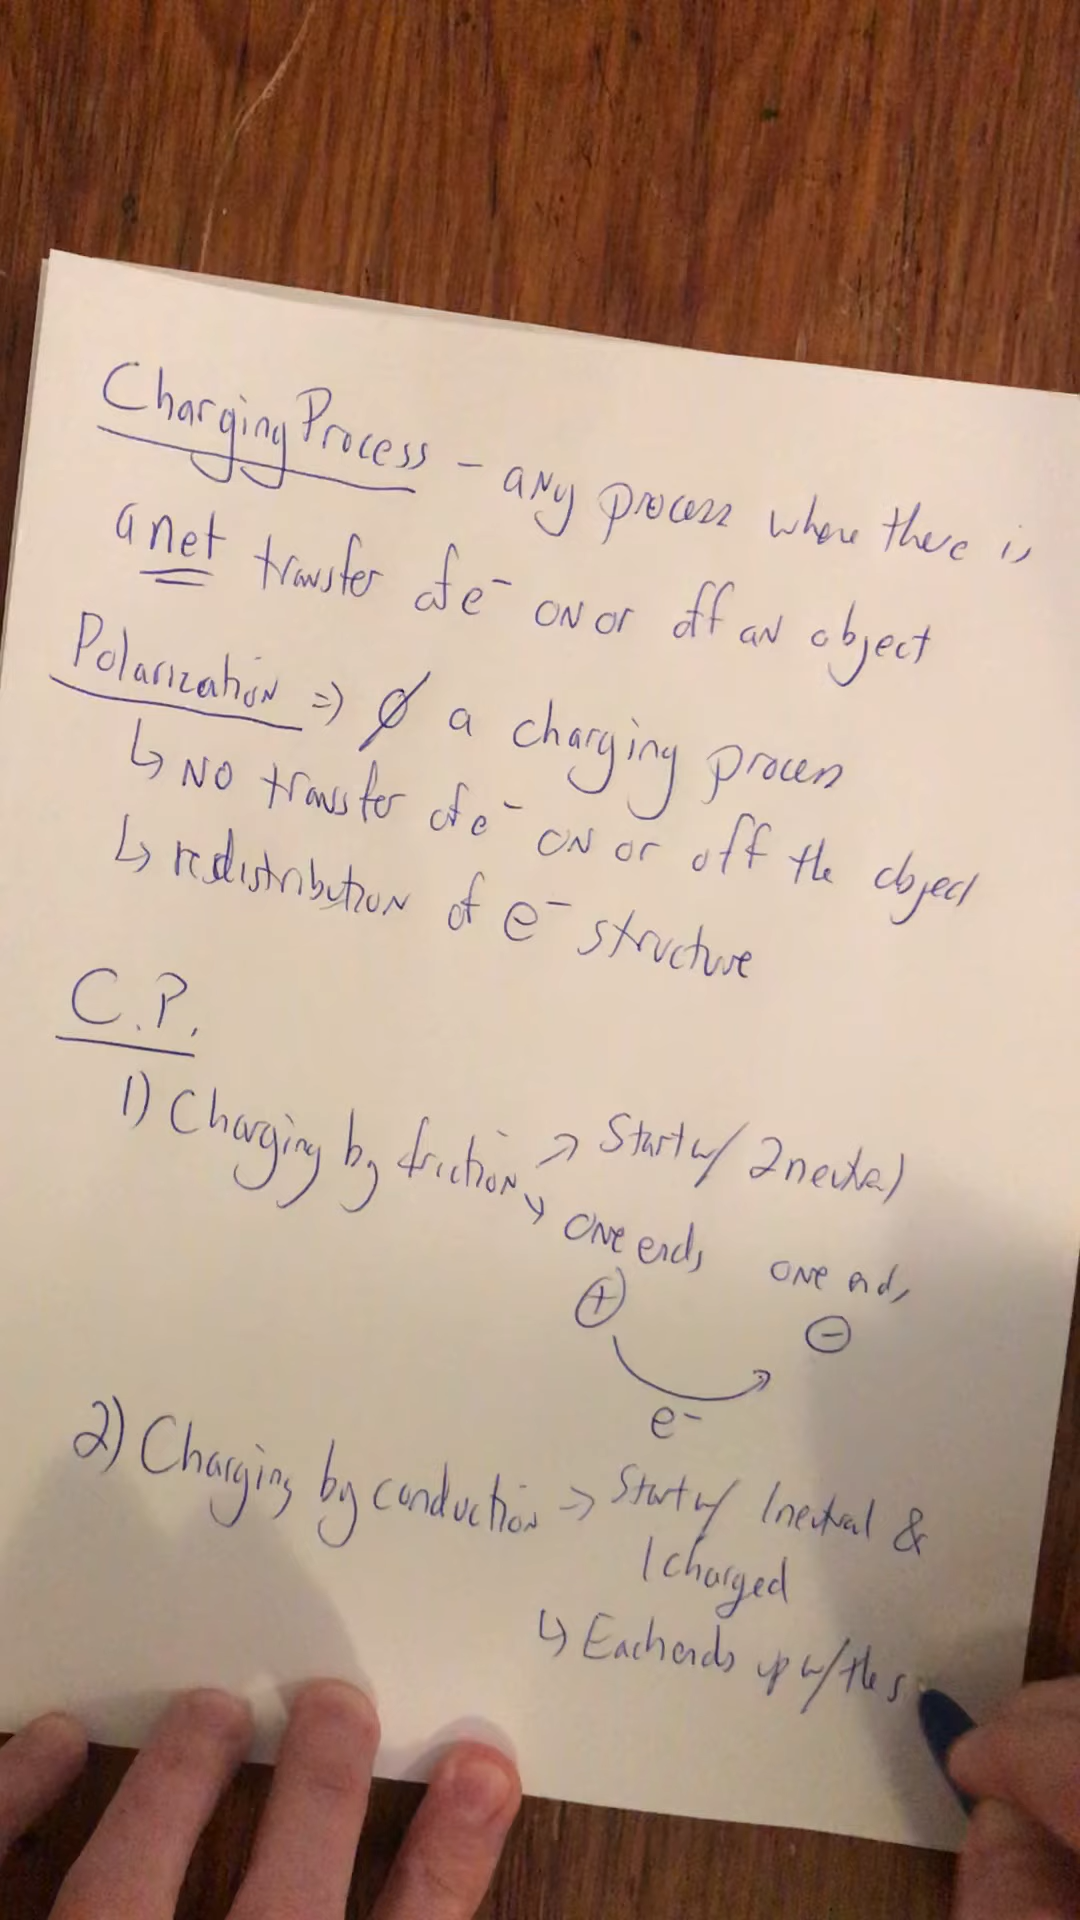 Charging Process - any process where there is
a net transfer of e⁻ on or off an object
Polarization => ∅ a charging process
↳ NO transfer of e⁻ on or off the object
↳ redistribution of e⁻ structure
C.P.
1) Charging by friction → Start w/ 2 neutral
↘ one ends one ends
⊕ ⊖
e⁻
2) Charging by conduction → Start w/ 1 neutral &
1 charged
↳ Each ends up w/ the s